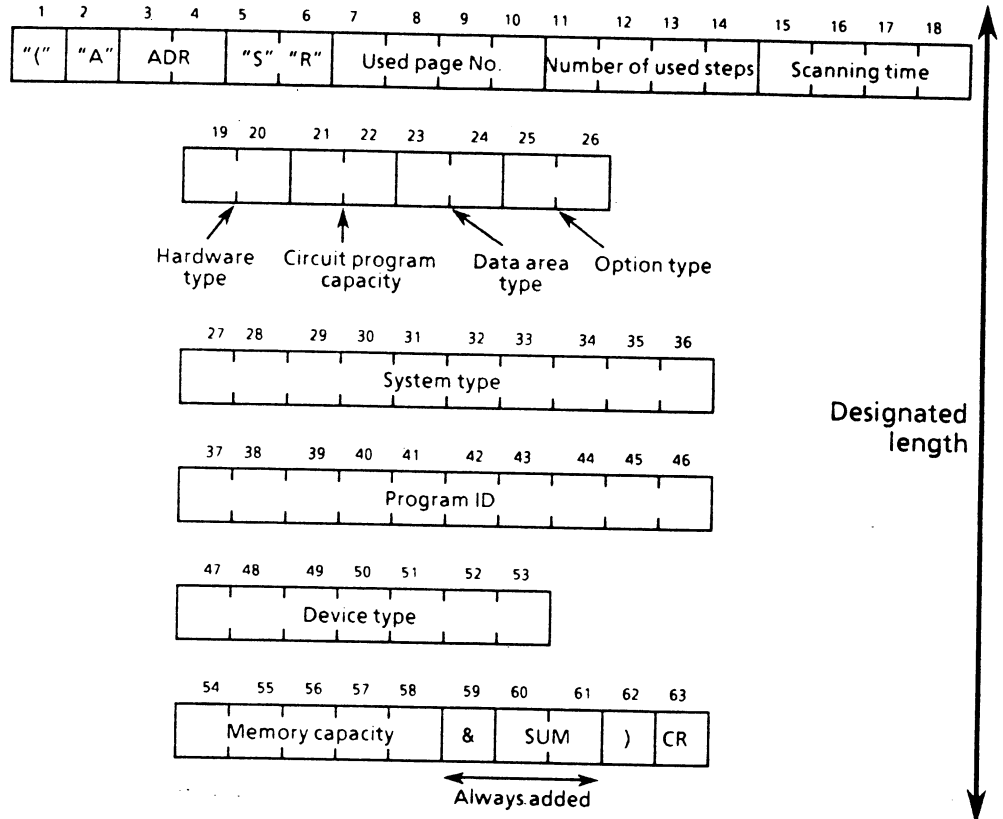 1 2 3 4 5 6 7 8 9 10 11 12 13 14 15 16 17 18
"(" "A" ADR "S" "R" Used page No. Number of used steps Scanning time
19 20 21 22 23 24 25 26
Hardware type
Circuit program capacity
Data area type
Option type
27 28 29 30 31 32 33 34 35 36
System type
Designated length
37 38 39 40 41 42 43 44 45 46
Program ID
47 48 49 50 51 52 53
Device type
54 55 56 57 58 59 60 61 62 63
Memory capacity & SUM ) CR
Always added